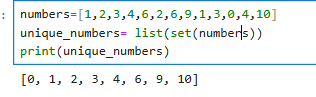 :
numbers=[1,2,3,4,6,2,6,9,1,3,0,4,10]
unique_numbers= list(set(numbers))
print(unique_numbers)
[0, 1, 2, 3, 4, 6, 9, 10]